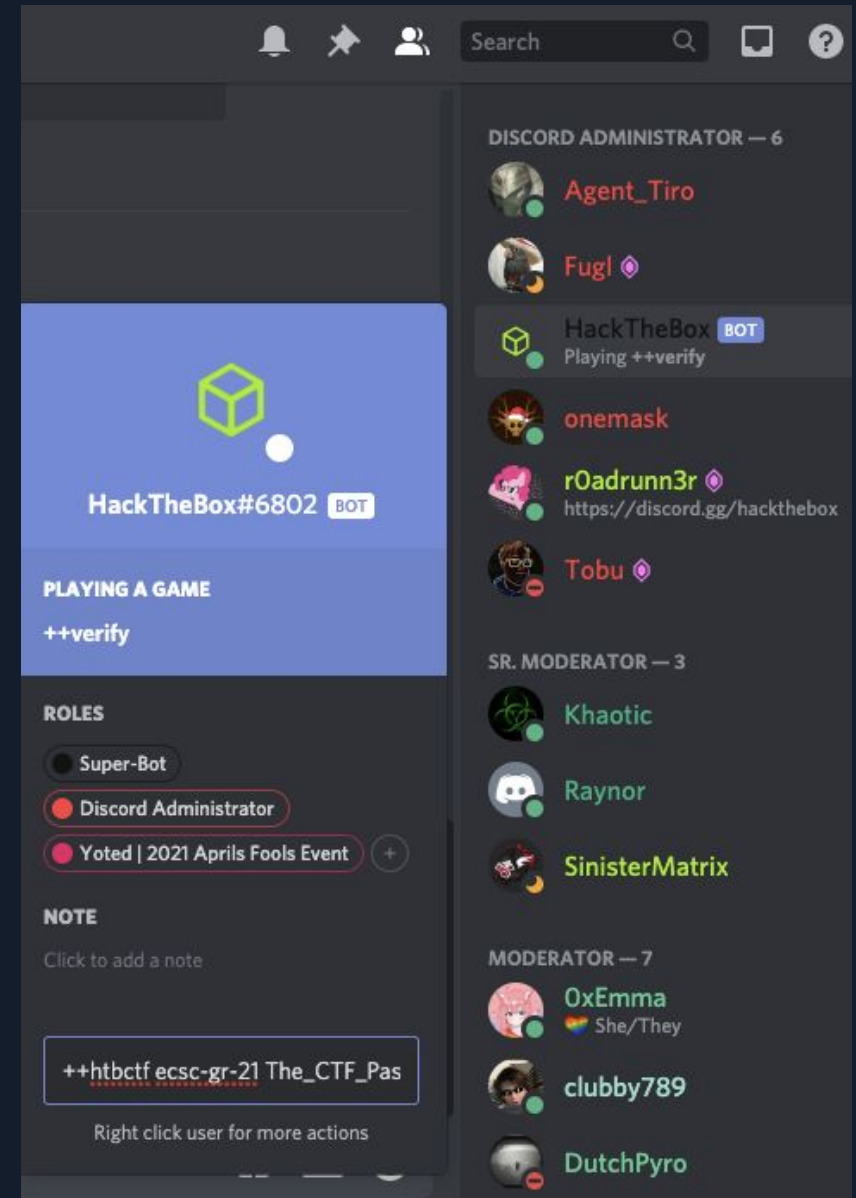 Search
?
HackTheBox#6802 BOT
PLAYING A GAME
++verify
ROLES
Super-Bot
Discord Administrator
Yoted | 2021 Aprils Fools Event +
NOTE
Click to add a note
++htbctf ecsc-gr-21 The_CTF_Pas
Right click user for more actions
DISCORD ADMINISTRATOR — 6
Agent_Tiro
Fugl
HackTheBox BOT
Playing ++verify
onemask
r0adrunn3r
https://discord.gg/hackthebox
Tobu
SR. MODERATOR — 3
Khaotic
Raynor
SinisterMatrix
MODERATOR — 7
0xEmma
She/They
clubby789
DutchPyro